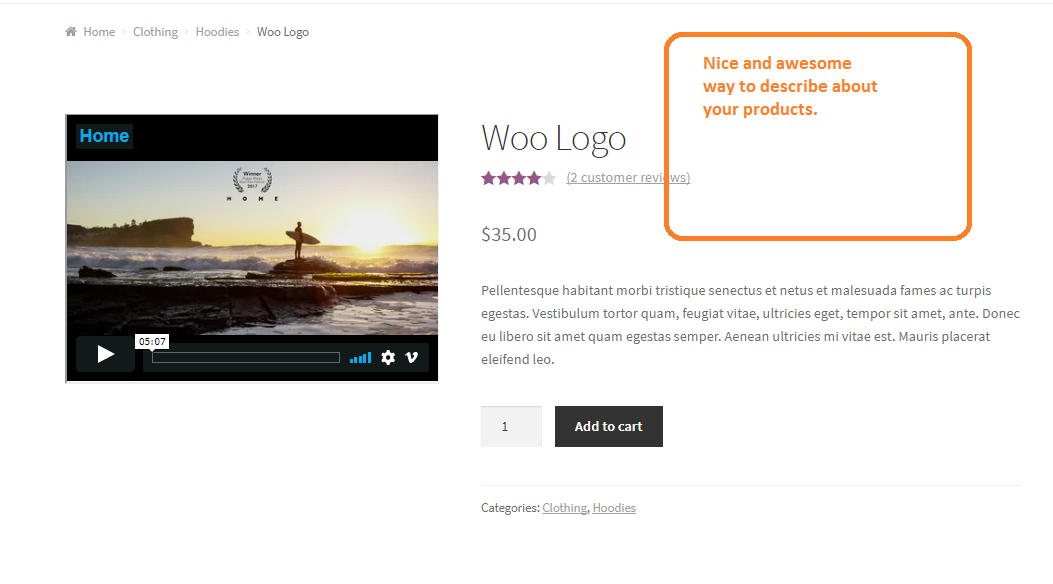 Home > Clothing > Hoodies > Woo Logo
Nice and awesome
way to describe about
your products.
Home
Winner
2017
H O M E
05:07
Woo Logo
(2 customer reviews)
$35.00
Pellentesque habitant morbi tristique senectus et netus et malesuada fames ac turpis
egestas. Vestibulum tortor quam, feugiat vitae, ultricies eget, tempor sit amet, ante. Donec
eu libero sit amet quam egestas semper. Aenean ultricies mi vitae est. Mauris placerat
eleifend leo.
1
Add to cart
Categories: Clothing, Hoodies